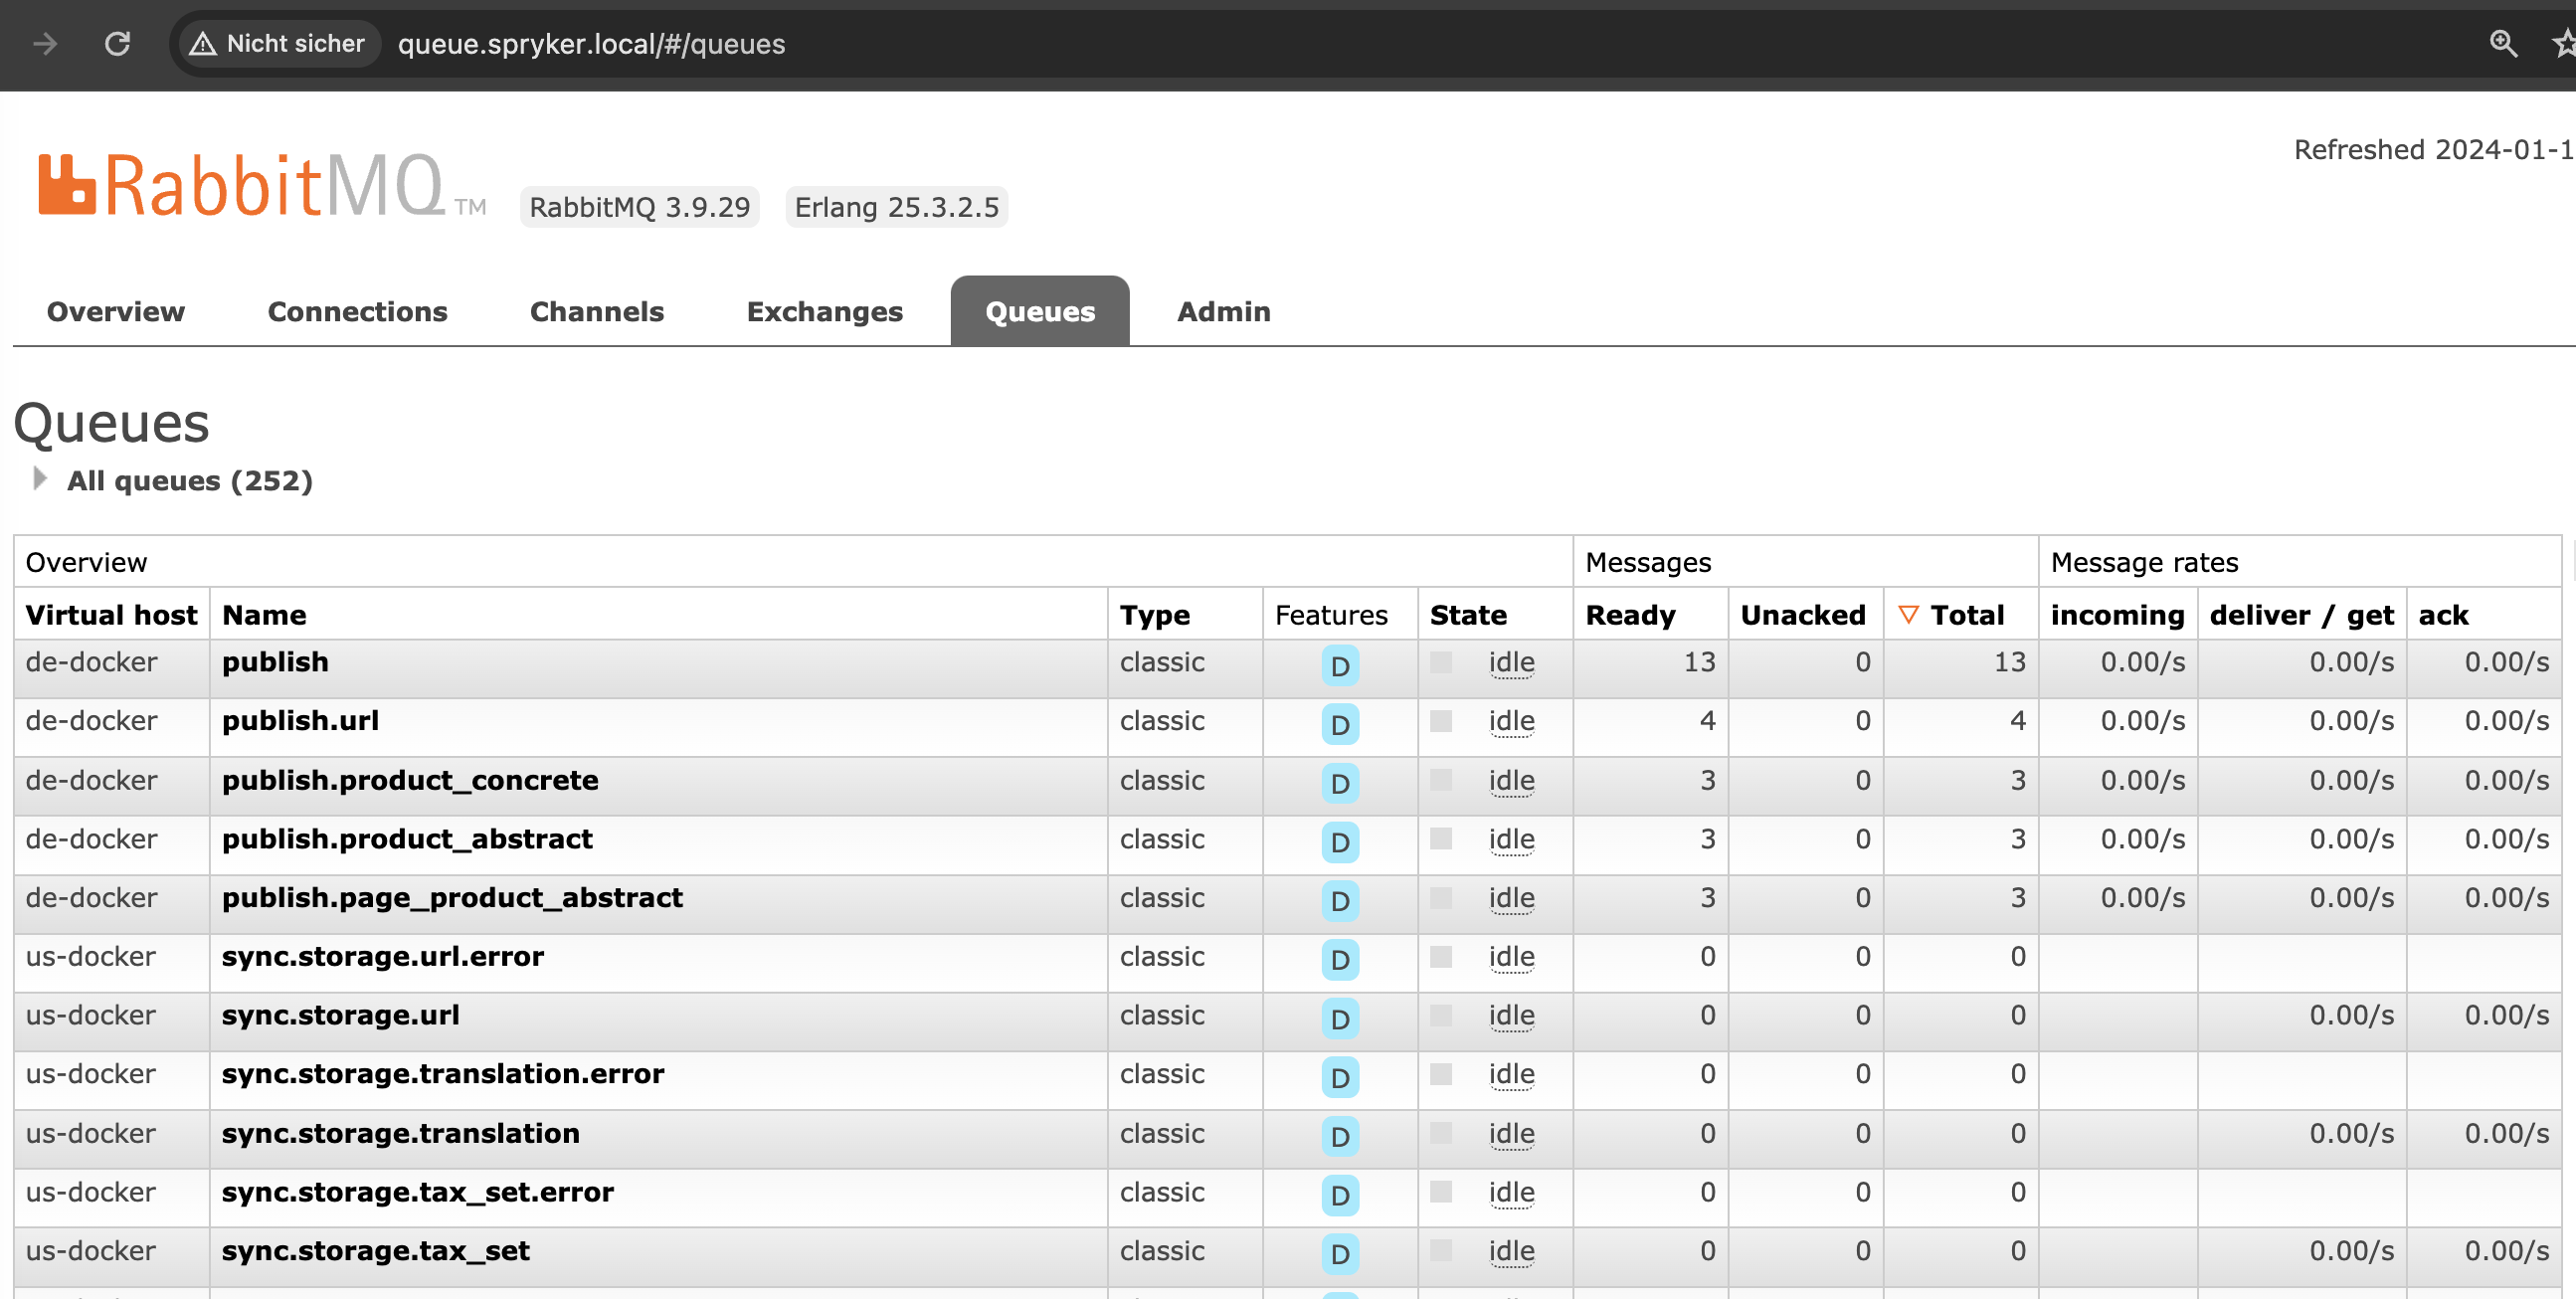 Nicht sicher queue.spryker.local/#/queues
Refreshed 2024-01-1
RabbitMQ TM RabbitMQ 3.9.29 Erlang 25.3.2.5
Overview Connections Channels Exchanges Queues Admin
Queues
All queues (252)
Overview Messages Message rates
Virtual host Name Type Features State Ready Unacked Total incoming deliver / get ack
de-docker publish classic D idle 13 0 13 0.00/s 0.00/s 0.00/s
de-docker publish.url classic D idle 4 0 4 0.00/s 0.00/s 0.00/s
de-docker publish.product_concrete classic D idle 3 0 3 0.00/s 0.00/s 0.00/s
de-docker publish.product_abstract classic D idle 3 0 3 0.00/s 0.00/s 0.00/s
de-docker publish.page_product_abstract classic D idle 3 0 3 0.00/s 0.00/s 0.00/s
us-docker sync.storage.url.error classic D idle 0 0 0
us-docker sync.storage.url classic D idle 0 0 0 0.00/s 0.00/s
us-docker sync.storage.translation.error classic D idle 0 0 0
us-docker sync.storage.translation classic D idle 0 0 0 0.00/s 0.00/s
us-docker sync.storage.tax_set.error classic D idle 0 0 0
us-docker sync.storage.tax_set classic D idle 0 0 0 0.00/s 0.00/s